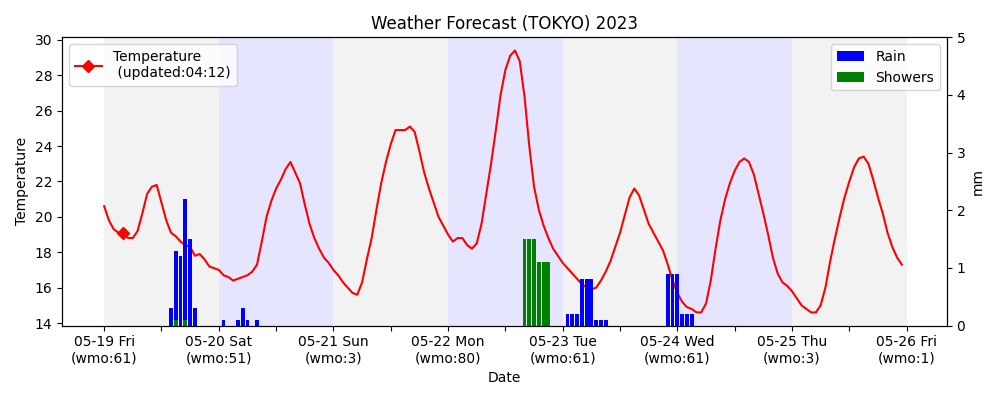 Weather Forecast (TOKYO) 2023
Temperature
(updated:04:12)
Rain
Showers
30
28
26
24
22
20
18
16
14
Temperature
5
4
3
2
1
0
mm
05-19 Fri
(wmo:61)
05-20 Sat
(wmo:51)
05-21 Sun
(wmo:3)
05-22 Mon
(wmo:80)
05-23 Tue
(wmo:61)
05-24 Wed
(wmo:61)
05-25 Thu
(wmo:3)
05-26 Fri
(wmo:1)
Date